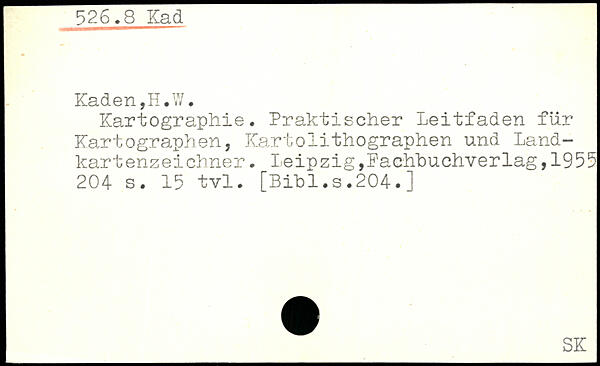 526.8 Kad
Kaden,H.W.
Kartographie. Praktischer Leitfaden für
Kartographen, Kartolithographen und Land-
kartenzeichner. Leipzig,Fachbuchverlag,1955
204 s. 15 tvl. [Bibl.s.204.]
SK